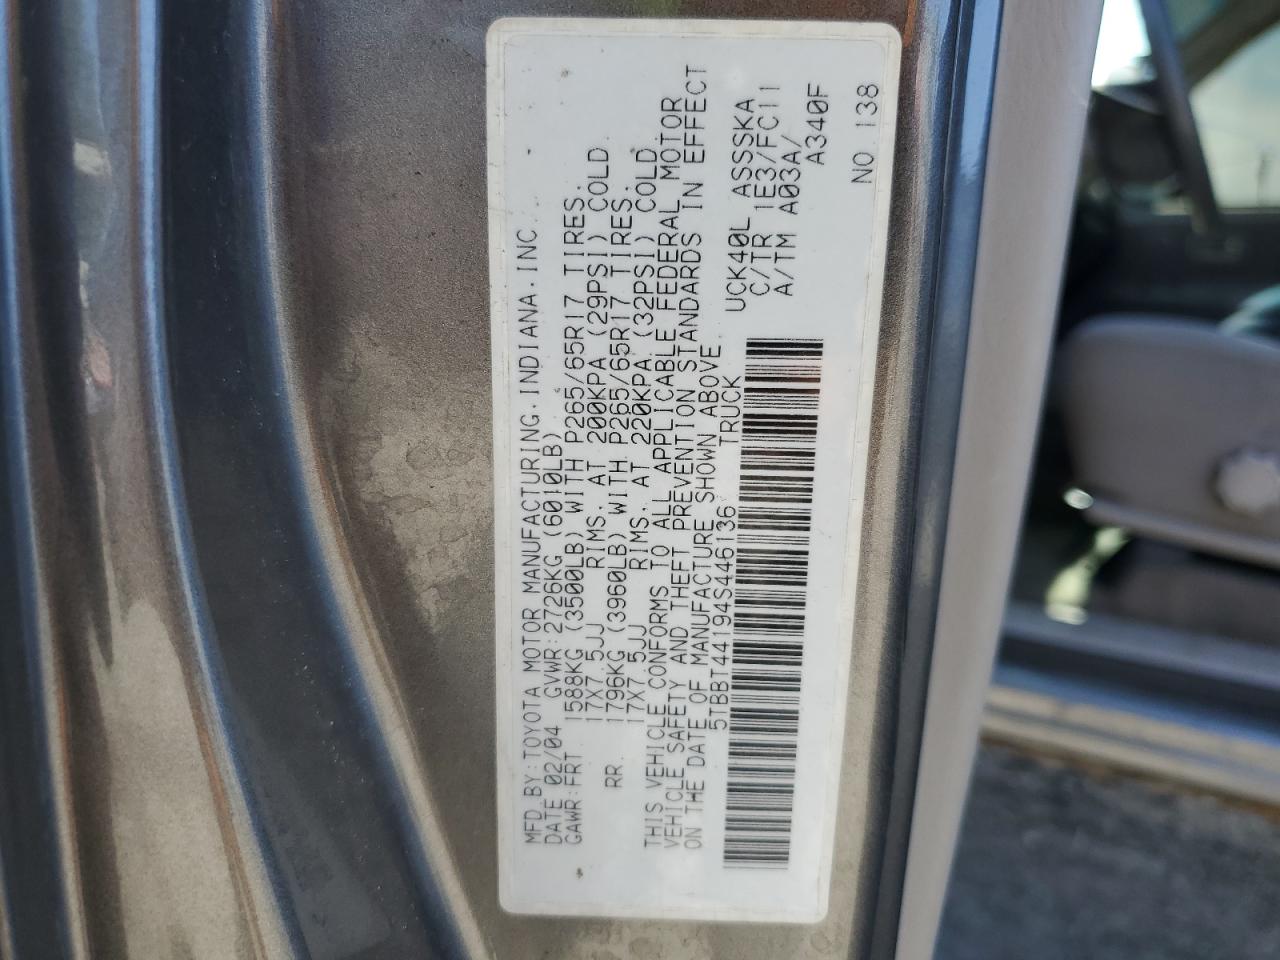 MFD BY:TOYOTA MOTOR MANUFACTURING.INDIANA.INC
DATE 02/04 GVWR:2726KG(6010LB)
GAWR:FRT 1588KG(3500LB)WITH P265/65R17 TIRES.
17X7.5JJ RIMS.AT 200KPA(29PSI)COLD
RR. 1796KG(3960LB)WITH P265/65R17 TIRES.
17X7.5JJ RIMS.AT 220KPA(32PSI)COLD
THIS VEHICLE CONFORMS TO ALL APPLICABLE FEDERAL MOTOR
VEHICLE SAFETY AND THEFT PREVENTION STANDARDS IN EFFECT
ON THE DATE OF MANUFACTURE SHOWN ABOVE.
5TBBT44194S446136 TRUCK
UCK40L ASSSKA
C/TR 1E3/FC11
A/TM A03A/
A340F
NO 138